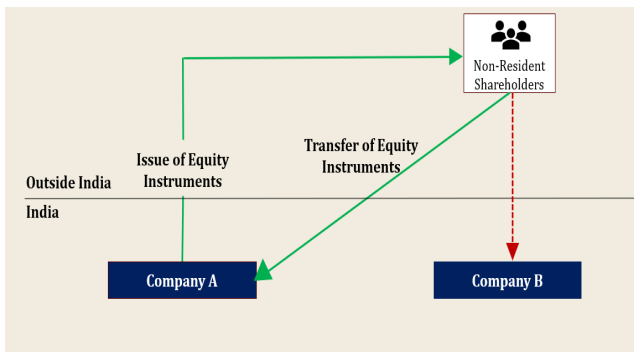 Non-Resident
Shareholders
Transfer of Equity
Instruments
Issue of Equity
Instruments
Outside India
India
Company A
Company B